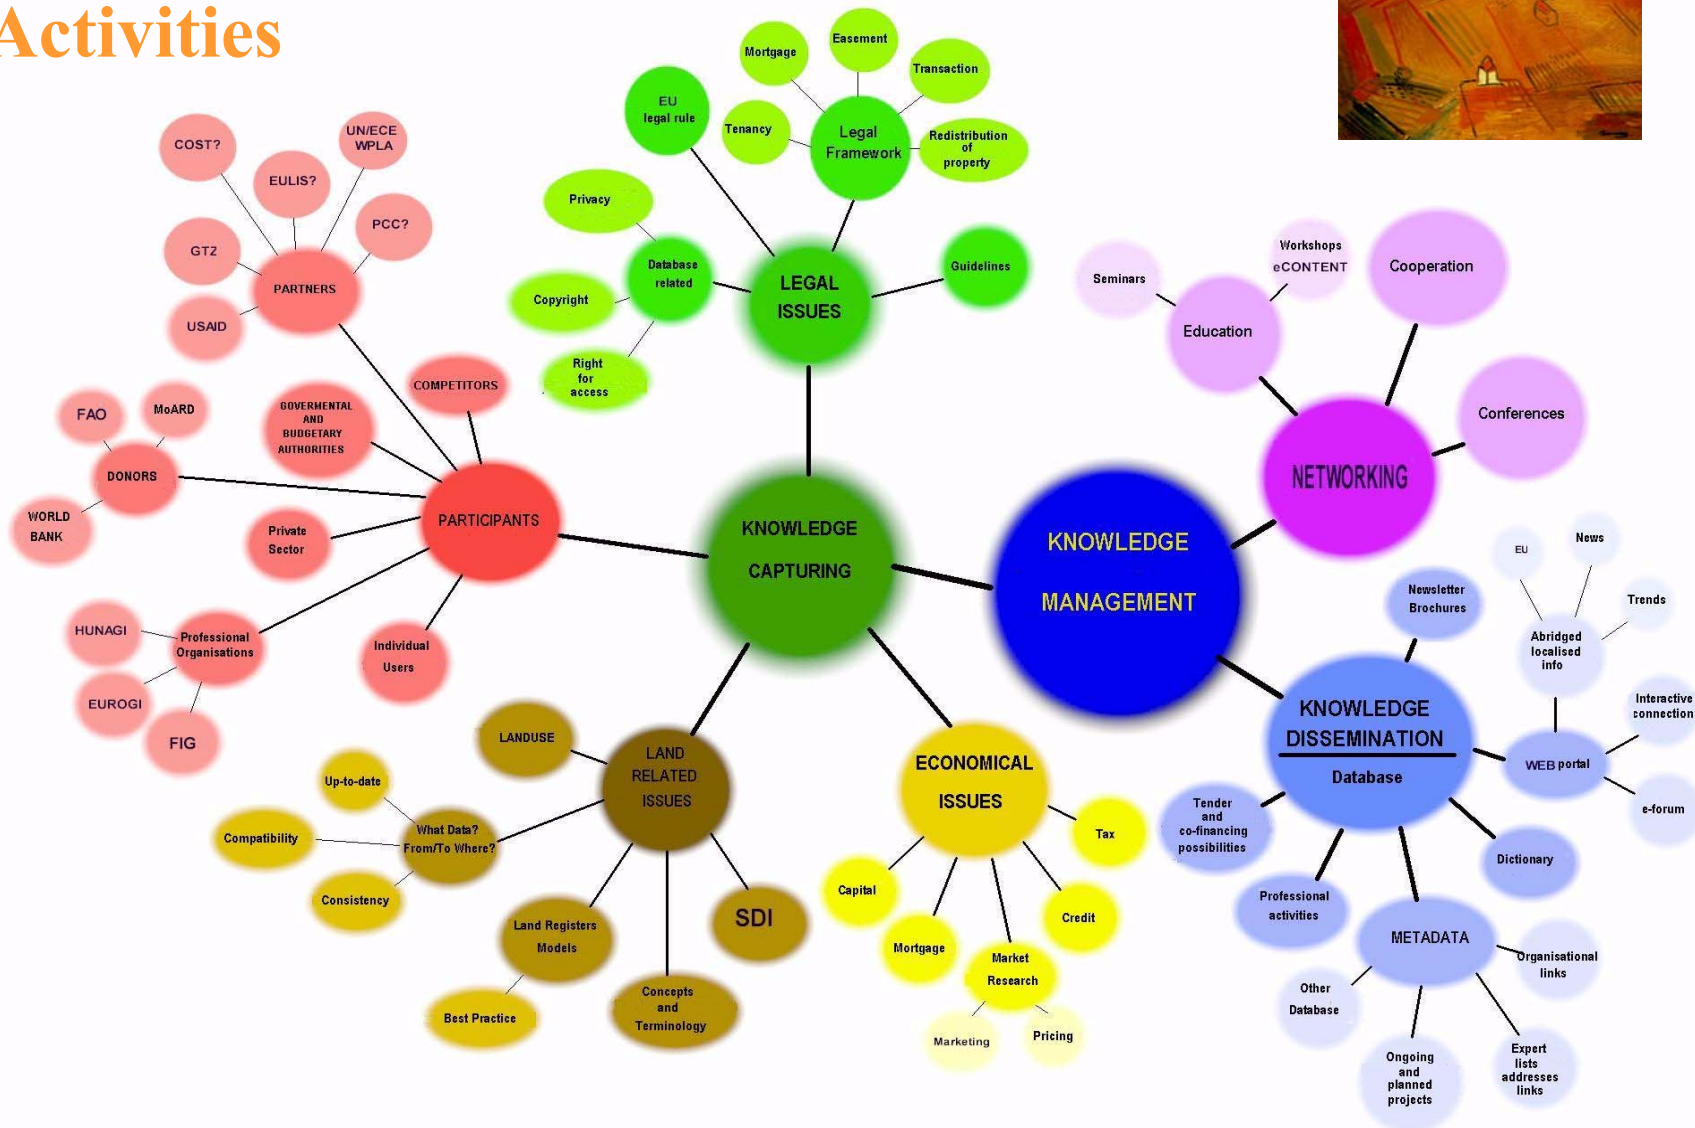 Activities
Mortgage
Easement
Transaction
EU
legal rule
Tenancy
Legal
Framework
Redistribution
of
property
COST?
UN/ECE
WPLA
EULIS?
PCC?
GTZ
PARTNERS
USAID
Privacy
Database
related
Copyright
Right
for
access
LEGAL
ISSUES
Guidelines
Seminars
Workshops
eCONTENT
Cooperation
Education
Conferences
NETWORKING
COMPETITORS
GOVERMENTAL
AND
BUDGETARY
AUTHORITIES
FAO
MoARD
DONORS
WORLD
BANK
Private
Sector
PARTICIPANTS
KNOWLEDGE
CAPTURING
KNOWLEDGE
MANAGEMENT
HUNAGI
Professional
Organisations
EUROGI
FIG
Individual
Users
EU
News
Trends
Newsletter
Brochures
Abridged
localised
info
Interactive
connection
KNOWLEDGE
DISSEMINATION
Database
WEB portal
e-forum
Tender
and
co-financing
possibilities
Dictionary
Professional
activities
METADATA
Organisational
links
Other
Database
Ongoing
and
planned
projects
Expert
lists
addresses
links
LANDUSE
LAND
RELATED
ISSUES
Up-to-date
What Data?
From/To Where?
Compatibility
Consistency
Land Registers
Models
SDI
Best Practice
Concepts
and
Terminology
ECONOMICAL
ISSUES
Tax
Capital
Credit
Mortgage
Market
Research
Marketing
Pricing